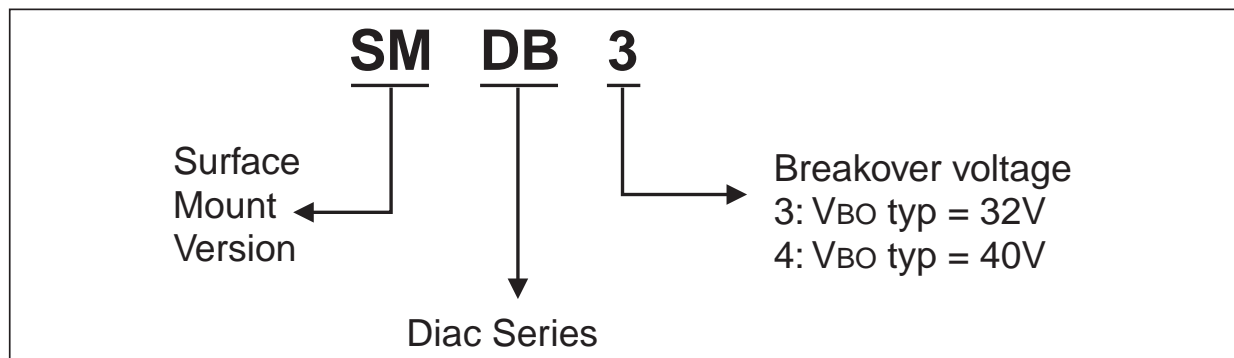 SM DB 3
Surface
Mount
Version
Diac Series
Breakover voltage
3: VBO typ = 32V
4: VBO typ = 40V